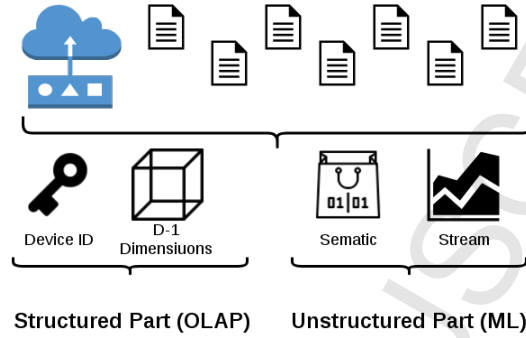 01|01
Device ID
D-1
Dimensiuons
Sematic
Stream
Structured Part (OLAP)
Unstructured Part (ML)